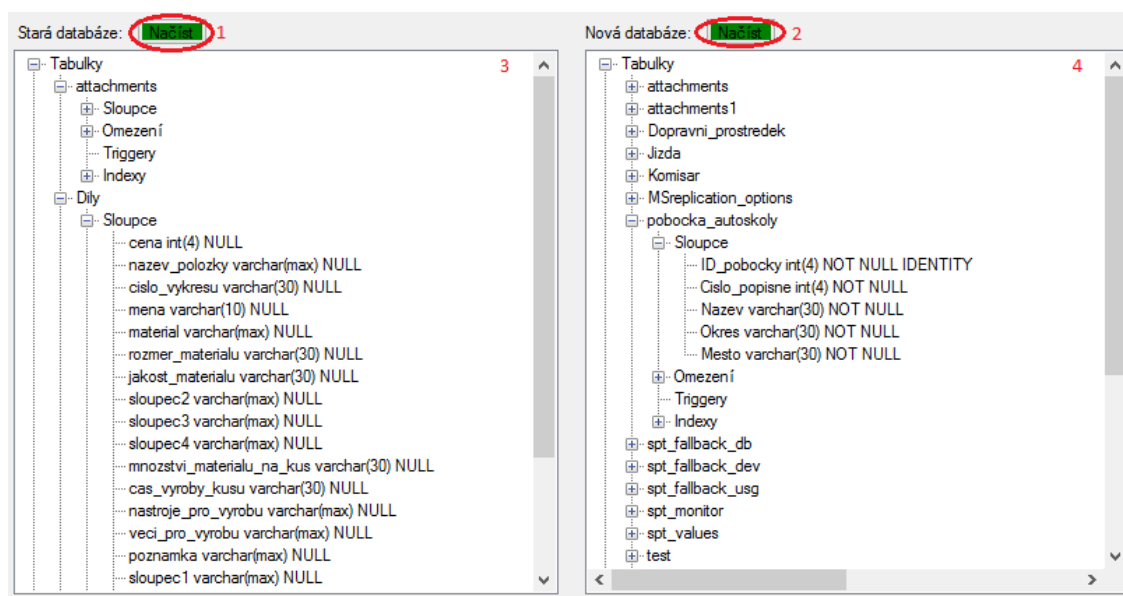 Stará databáze: Načíst 1
3
Tabulky
attachments
Sloupce
Omezení
Triggery
Indexy
Dily
Sloupce
cena int(4) NULL
nazev_polozky varchar(max) NULL
cislo_vykresu varchar(30) NULL
mena varchar(10) NULL
material varchar(max) NULL
rozmer_materialu varchar(30) NULL
jakost_materialu varchar(30) NULL
sloupec2 varchar(max) NULL
sloupec3 varchar(max) NULL
sloupec4 varchar(max) NULL
mnozstvi_materialu_na_kus varchar(30) NULL
cas_vyroby_kusu varchar(30) NULL
nastroje_pro_vyrobu varchar(max) NULL
veci_pro_vyrobu varchar(max) NULL
poznamka varchar(max) NULL
sloupec1 varchar(max) NULL
Nová databáze: Načíst 2
4
Tabulky
attachments
attachments1
Dopravni_prostredek
Jizda
Komisar
MSreplication_options
pobocka_autoskoly
Sloupce
ID_pobocky int(4) NOT NULL IDENTITY
Cislo_popisne int(4) NOT NULL
Nazev varchar(30) NOT NULL
Okres varchar(30) NOT NULL
Mesto varchar(30) NOT NULL
Omezení
Triggery
Indexy
spt_fallback_db
spt_fallback_dev
spt_fallback_usg
spt_monitor
spt_values
test